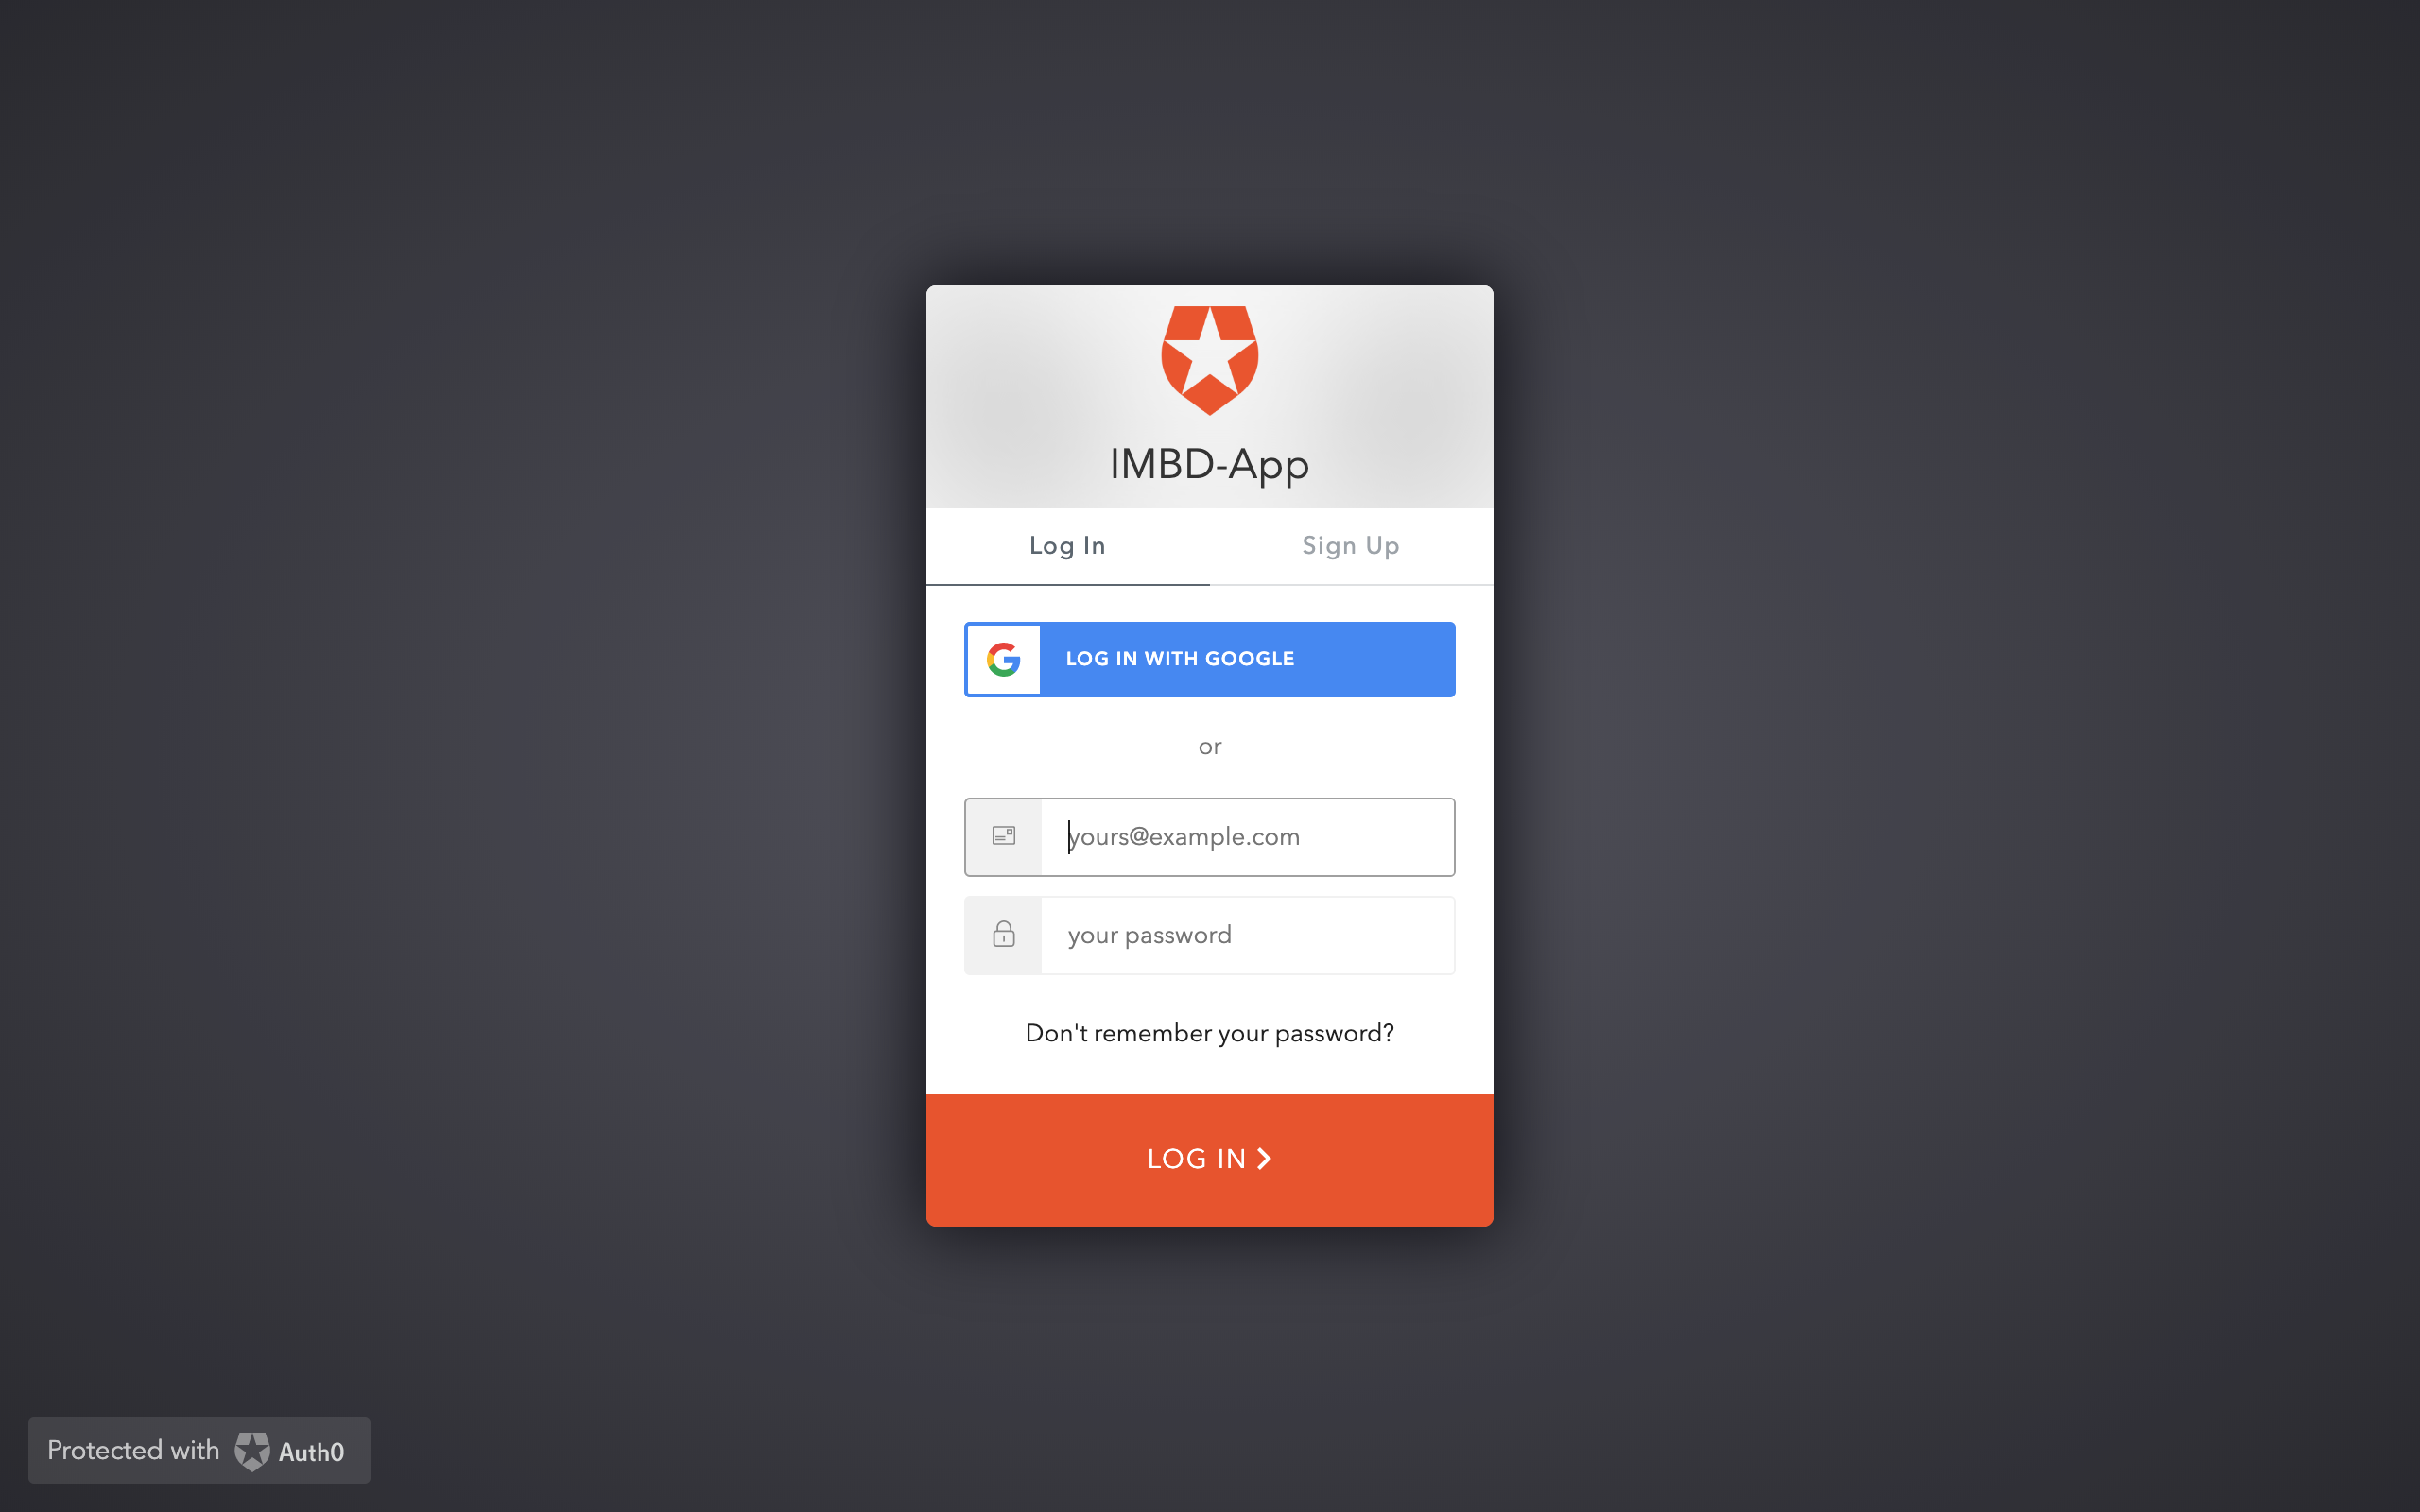 IMBD-App
Log In
Sign Up
LOG IN WITH GOOGLE
or
yours@example.com
your password
Don't remember your password?
LOG IN
Protected with Auth0